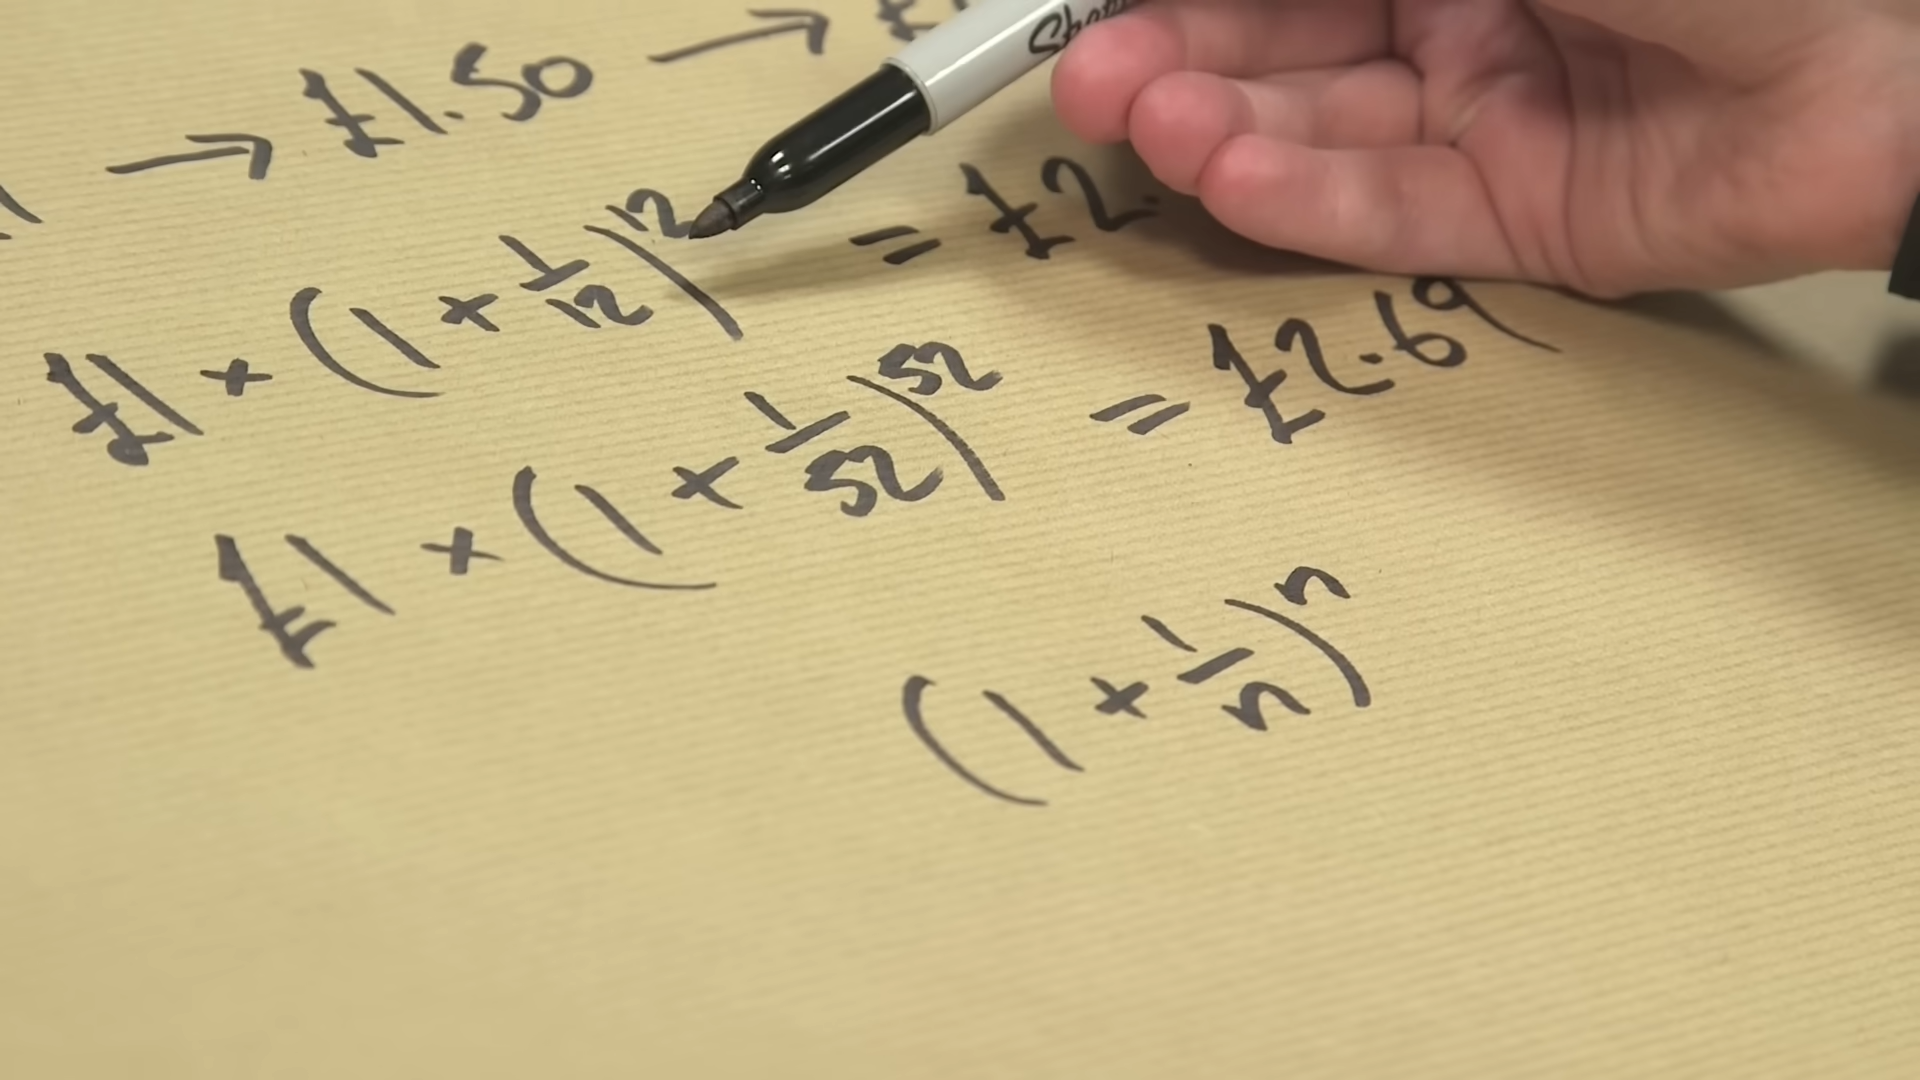 → £1.50 → £
£1 × (1 + 1/12)^12 = £2.
£1 × (1 + 1/52)^52 = £2.69
(1 + 1/n)^n